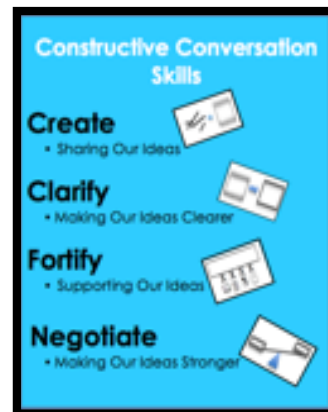 Constructive Conversation
Skills
Create
• Sharing Our Ideas
Clarify
• Making Our Ideas Clearer
Fortify
• Supporting Our Ideas
Negotiate
• Making Our Ideas Stronger